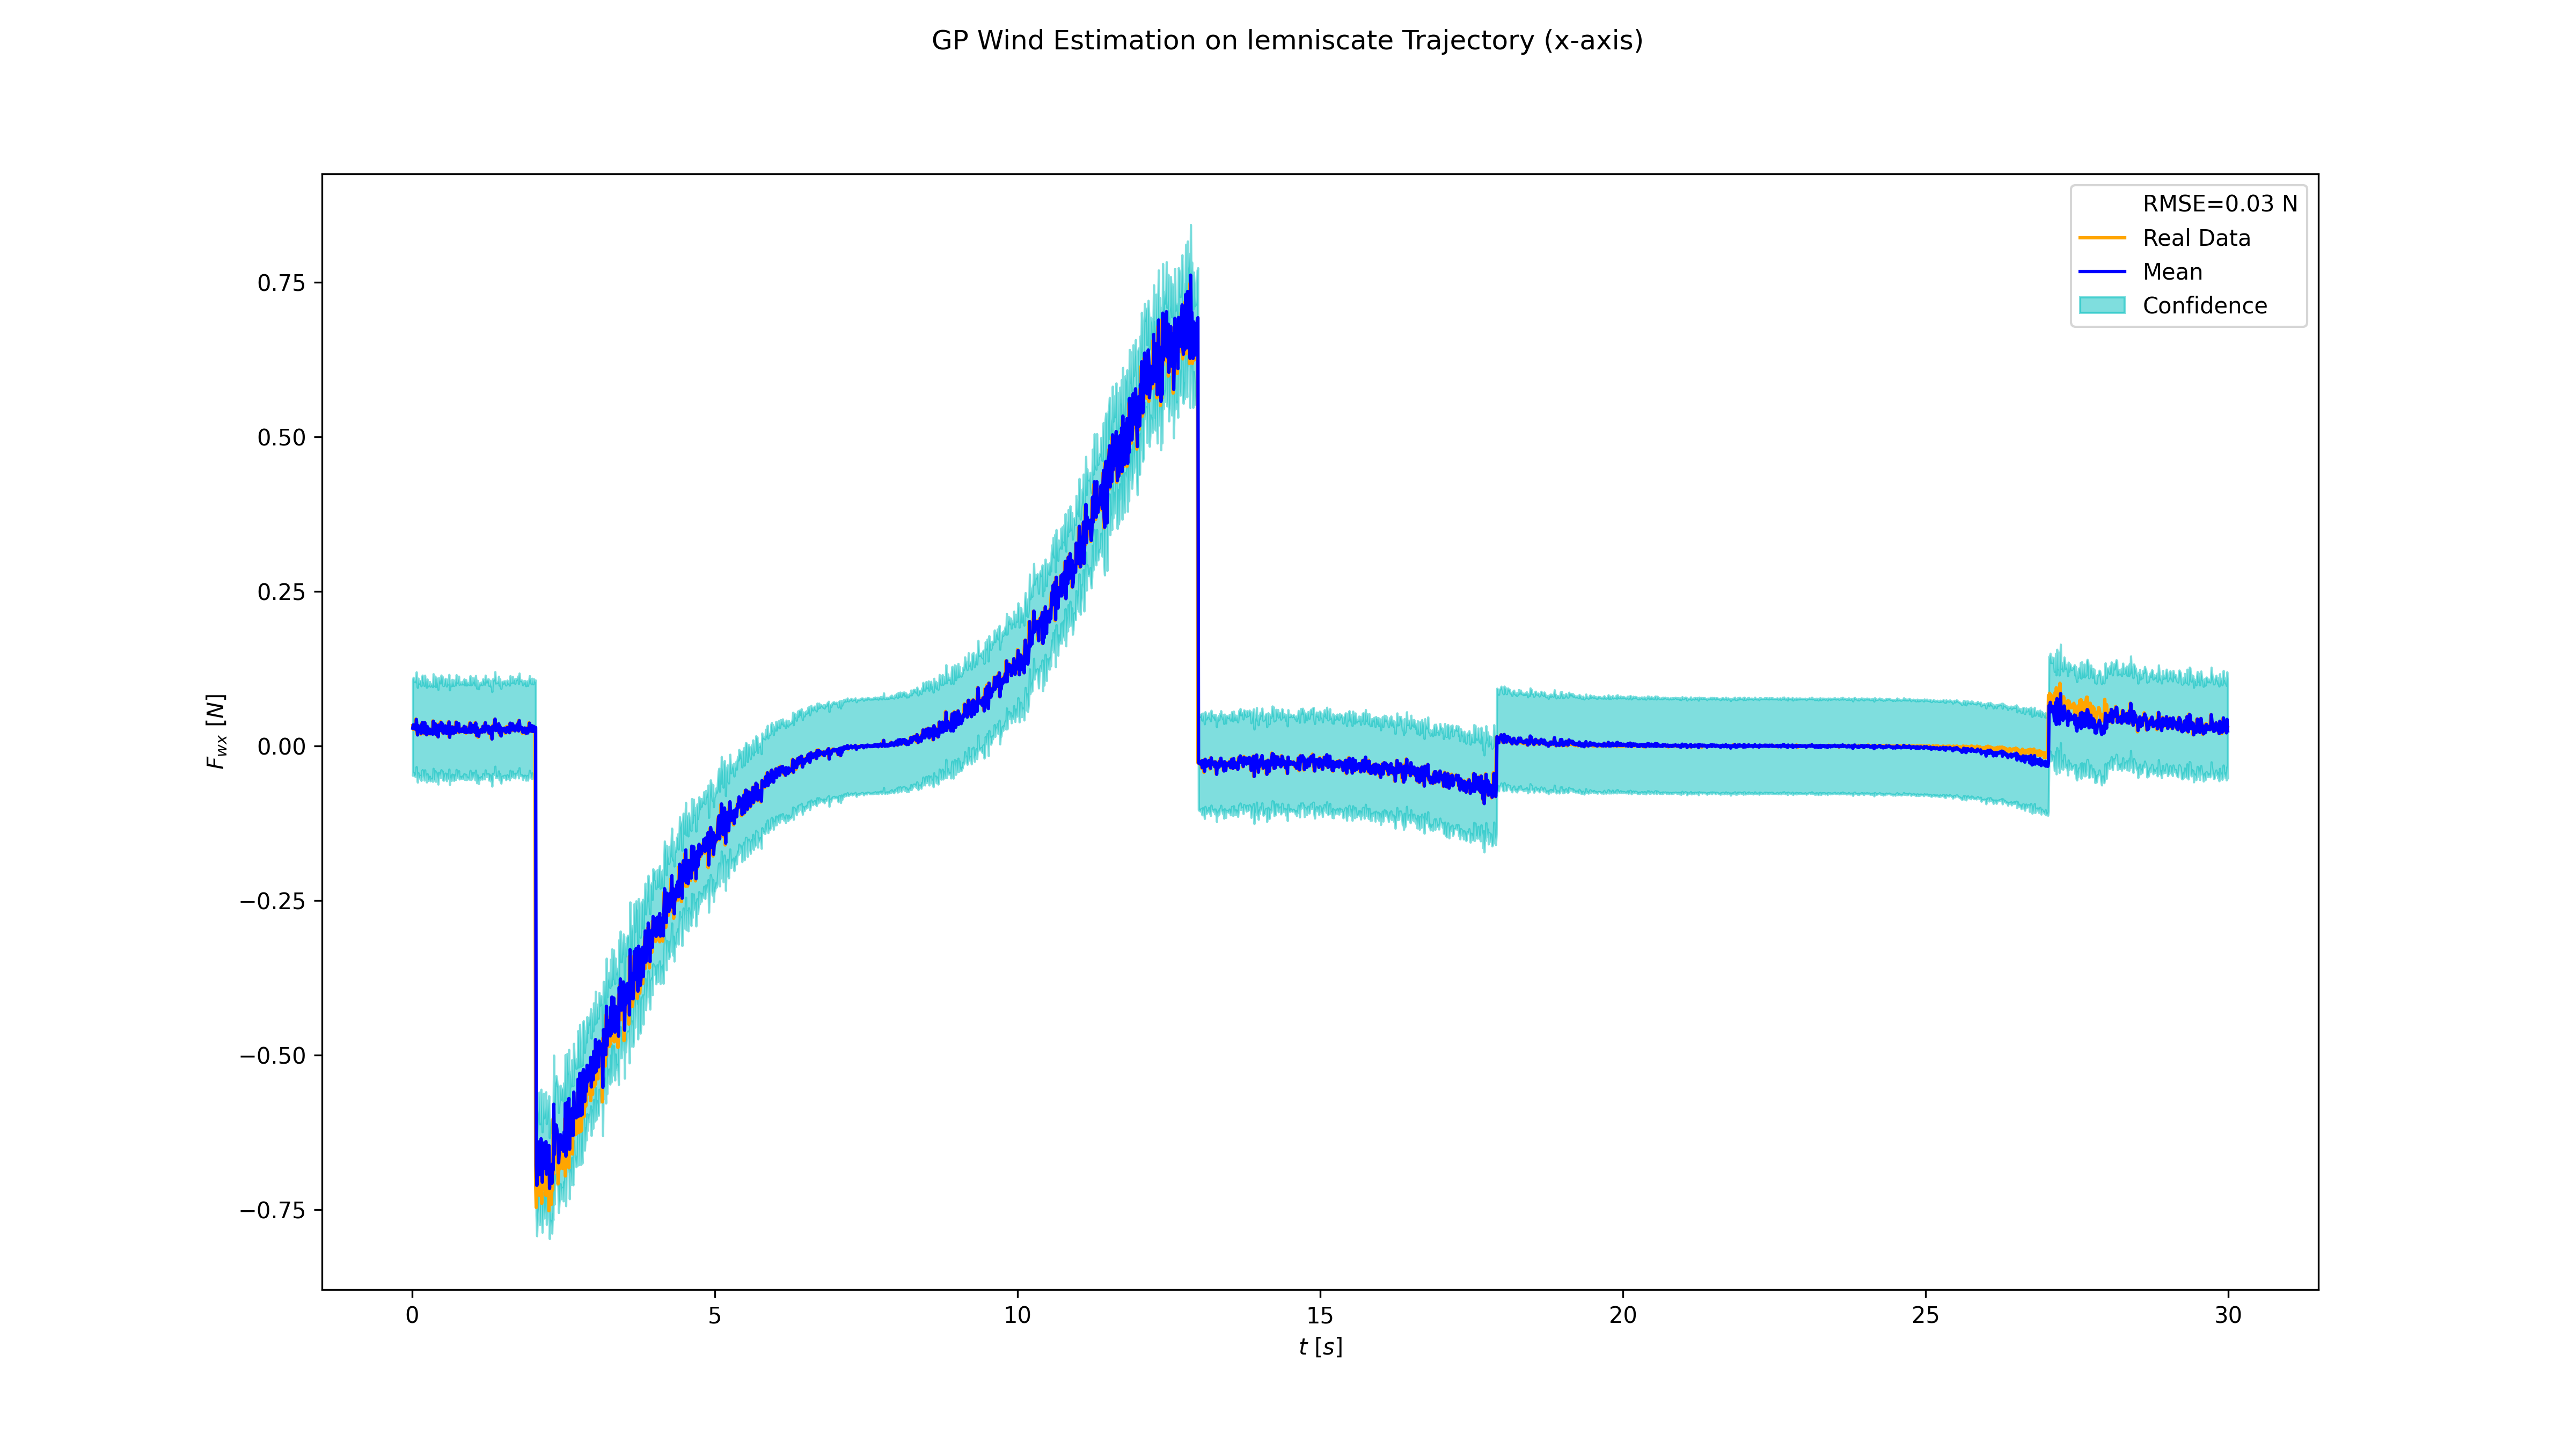 GP Wind Estimation on lemniscate Trajectory (x-axis)
RMSE=0.03 N
Real Data
Mean
Confidence
0.75
0.50
0.25
0.00
−0.25
−0.50
−0.75
F_wx [N]
0 5 10 15 20 25 30
t [s]